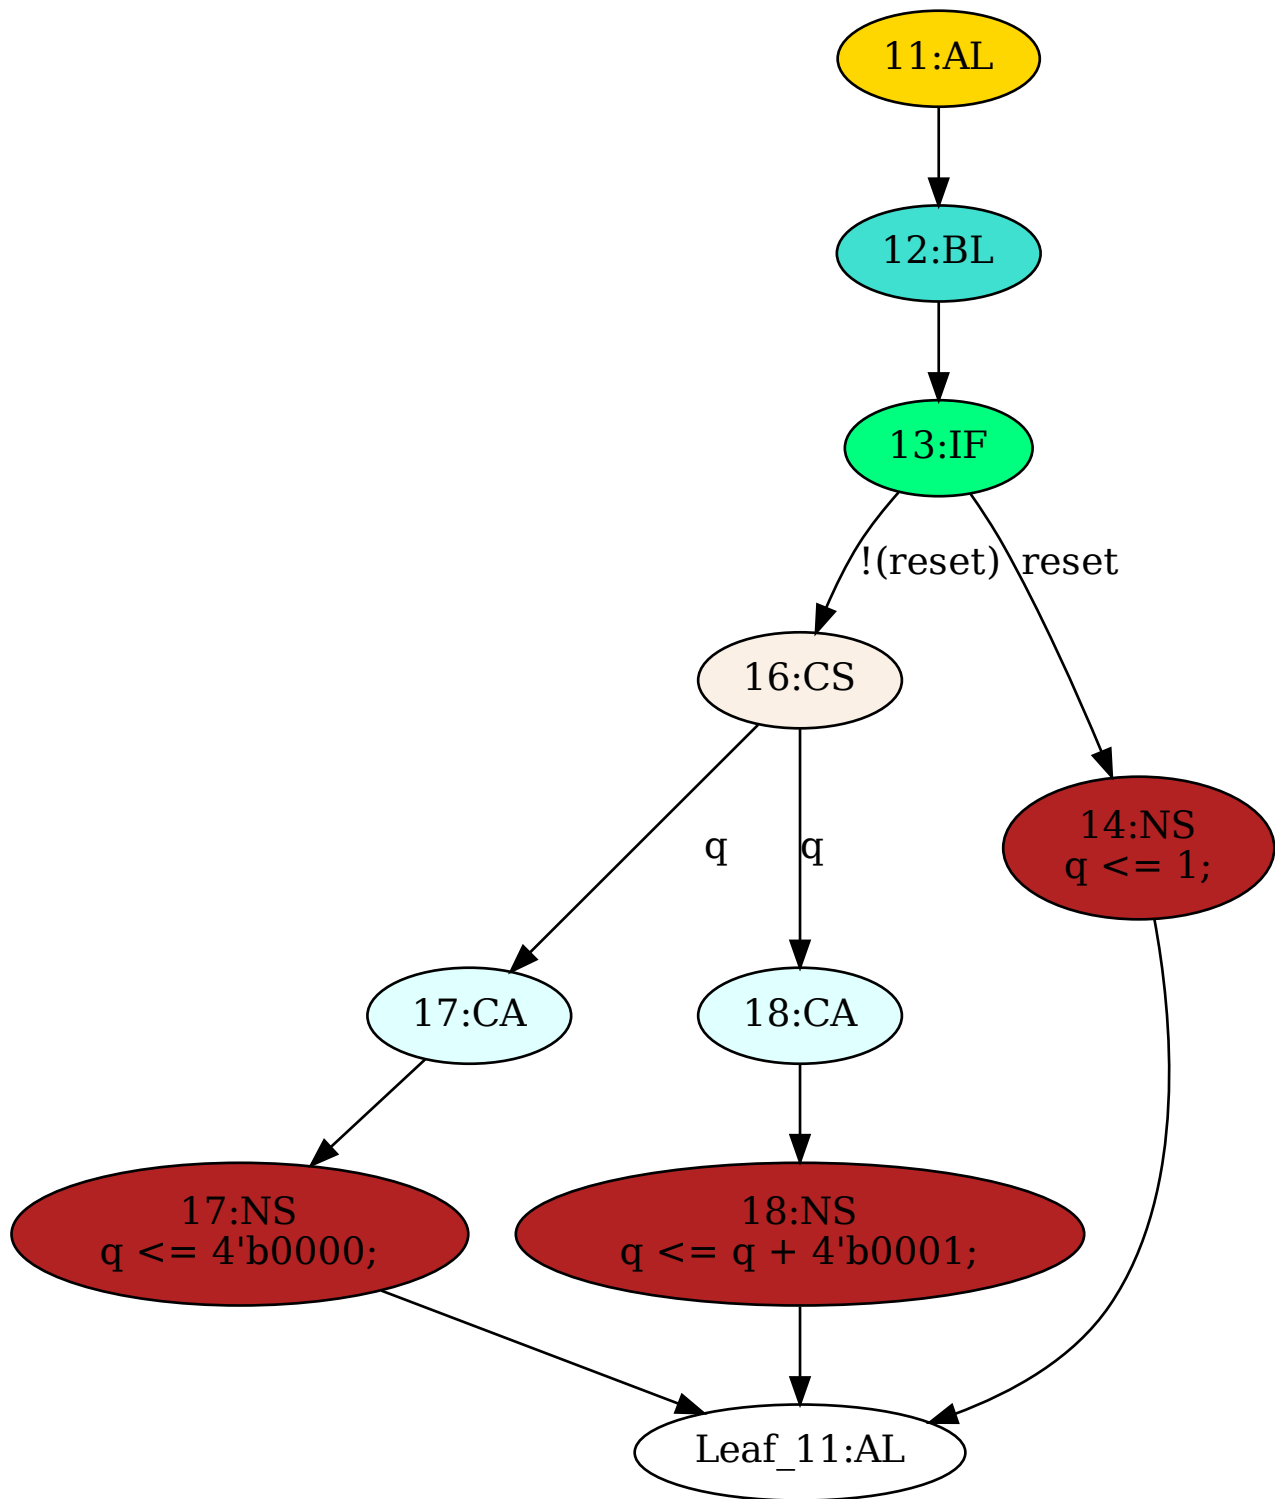 11:AL
12:BL
13:IF
!(reset)
reset
16:CS
14:NS
q <= 1;
q
q
17:CA
18:CA
17:NS
q <= 4'b0000;
18:NS
q <= q + 4'b0001;
Leaf_11:AL